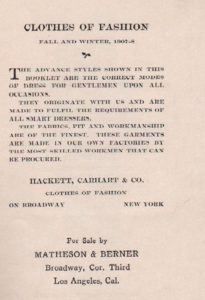 CLOTHES OF FASHION
FALL AND WINTER, 1907-8
THE ADVANCE STYLES SHOWN IN THIS
BOOKLET ARE THE CORRECT MODES
OF DRESS FOR GENTLEMEN UPON ALL
OCCASIONS.
THEY ORIGINATE WITH US AND ARE
MADE TO FULFIL THE REQUIREMENTS OF
ALL SMART DRESSERS.
THE FABRICS, FIT AND WORKMANSHIP
ARE OF THE FINEST. THESE GARMENTS
ARE MADE IN OUR OWN FACTORIES BY
THE MOST SKILLED WORKMEN THAT CAN
BE PROCURED.
HACKETT, CARHART & CO.
CLOTHES OF FASHION
ON BROADWAY NEW YORK
For Sale by
MATHESON & BERNER
Broadway, Cor. Third
Los Angeles, Cal.